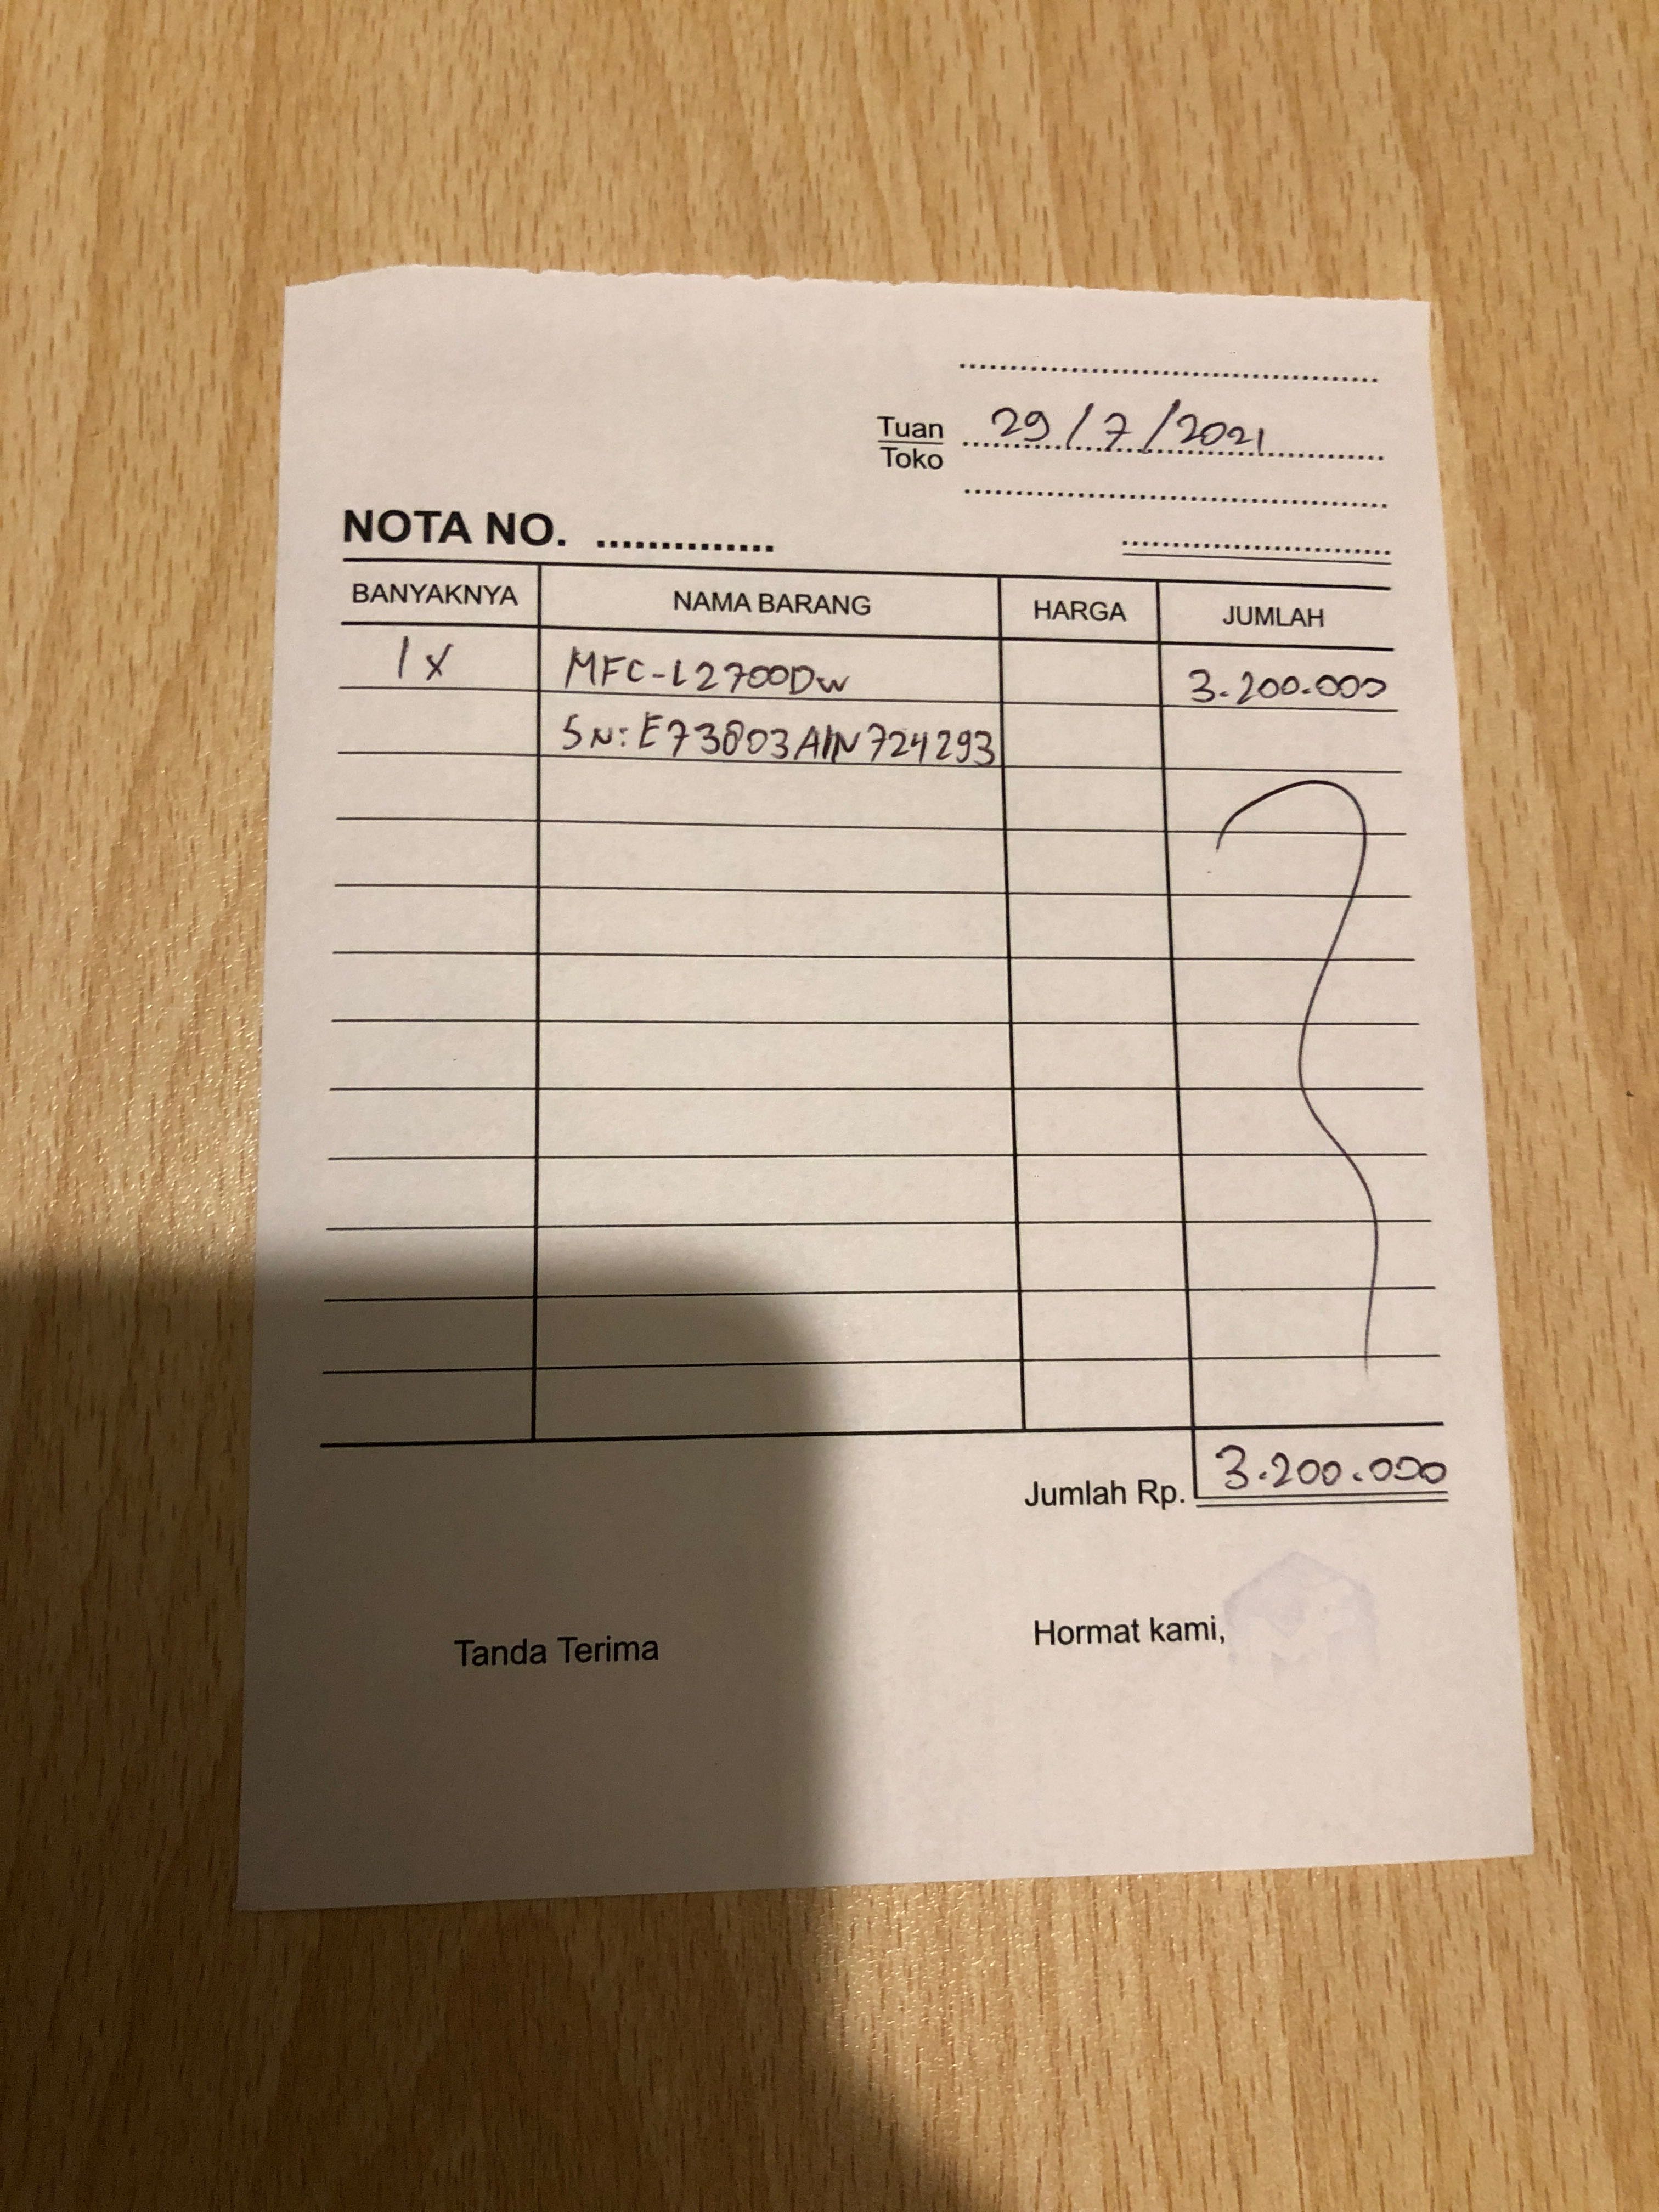 29/7/2021
Tuan
Toko
NOTA NO.
BANYAKNYA NAMA BARANG HARGA JUMLAH
1x MFC-L2700DW 3.200.000
SN: E73803A1N724293
Jumlah Rp. 3.200.000
Tanda Terima Hormat kami,